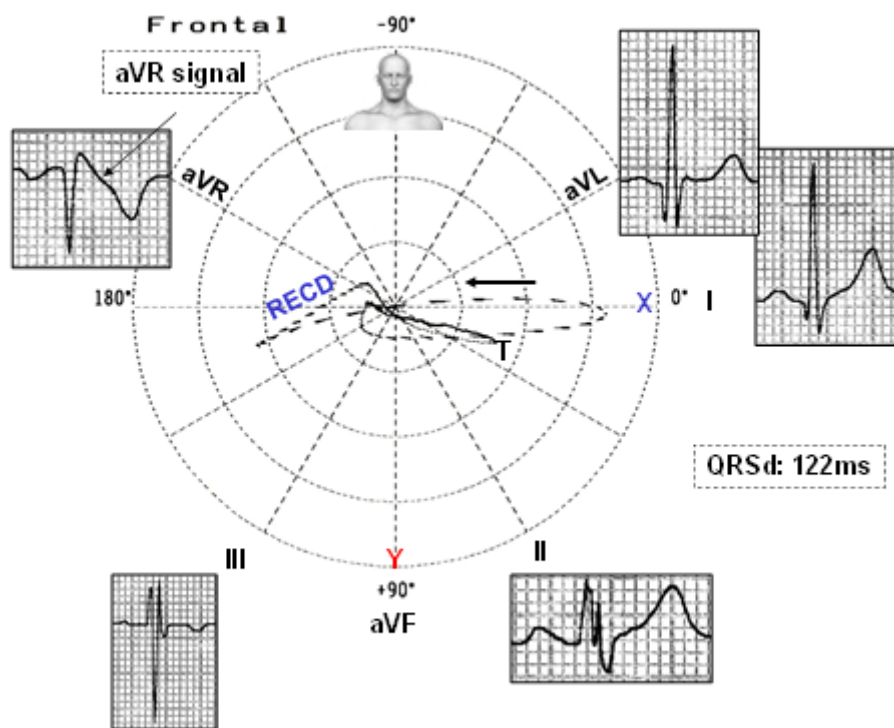 Frontal
-90°
aVR signal
aVR
aVL
RECD
180°
X
0°
I
T
QRSd: 122ms
III
Y
II
+90°
aVF